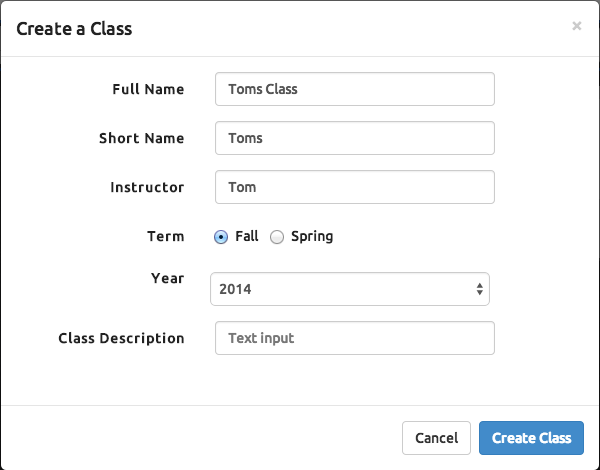 Create a Class ×
Full Name Toms Class
Short Name Toms
Instructor Tom
Term Fall Spring
Year 2014
Class Description Text input
Cancel Create Class